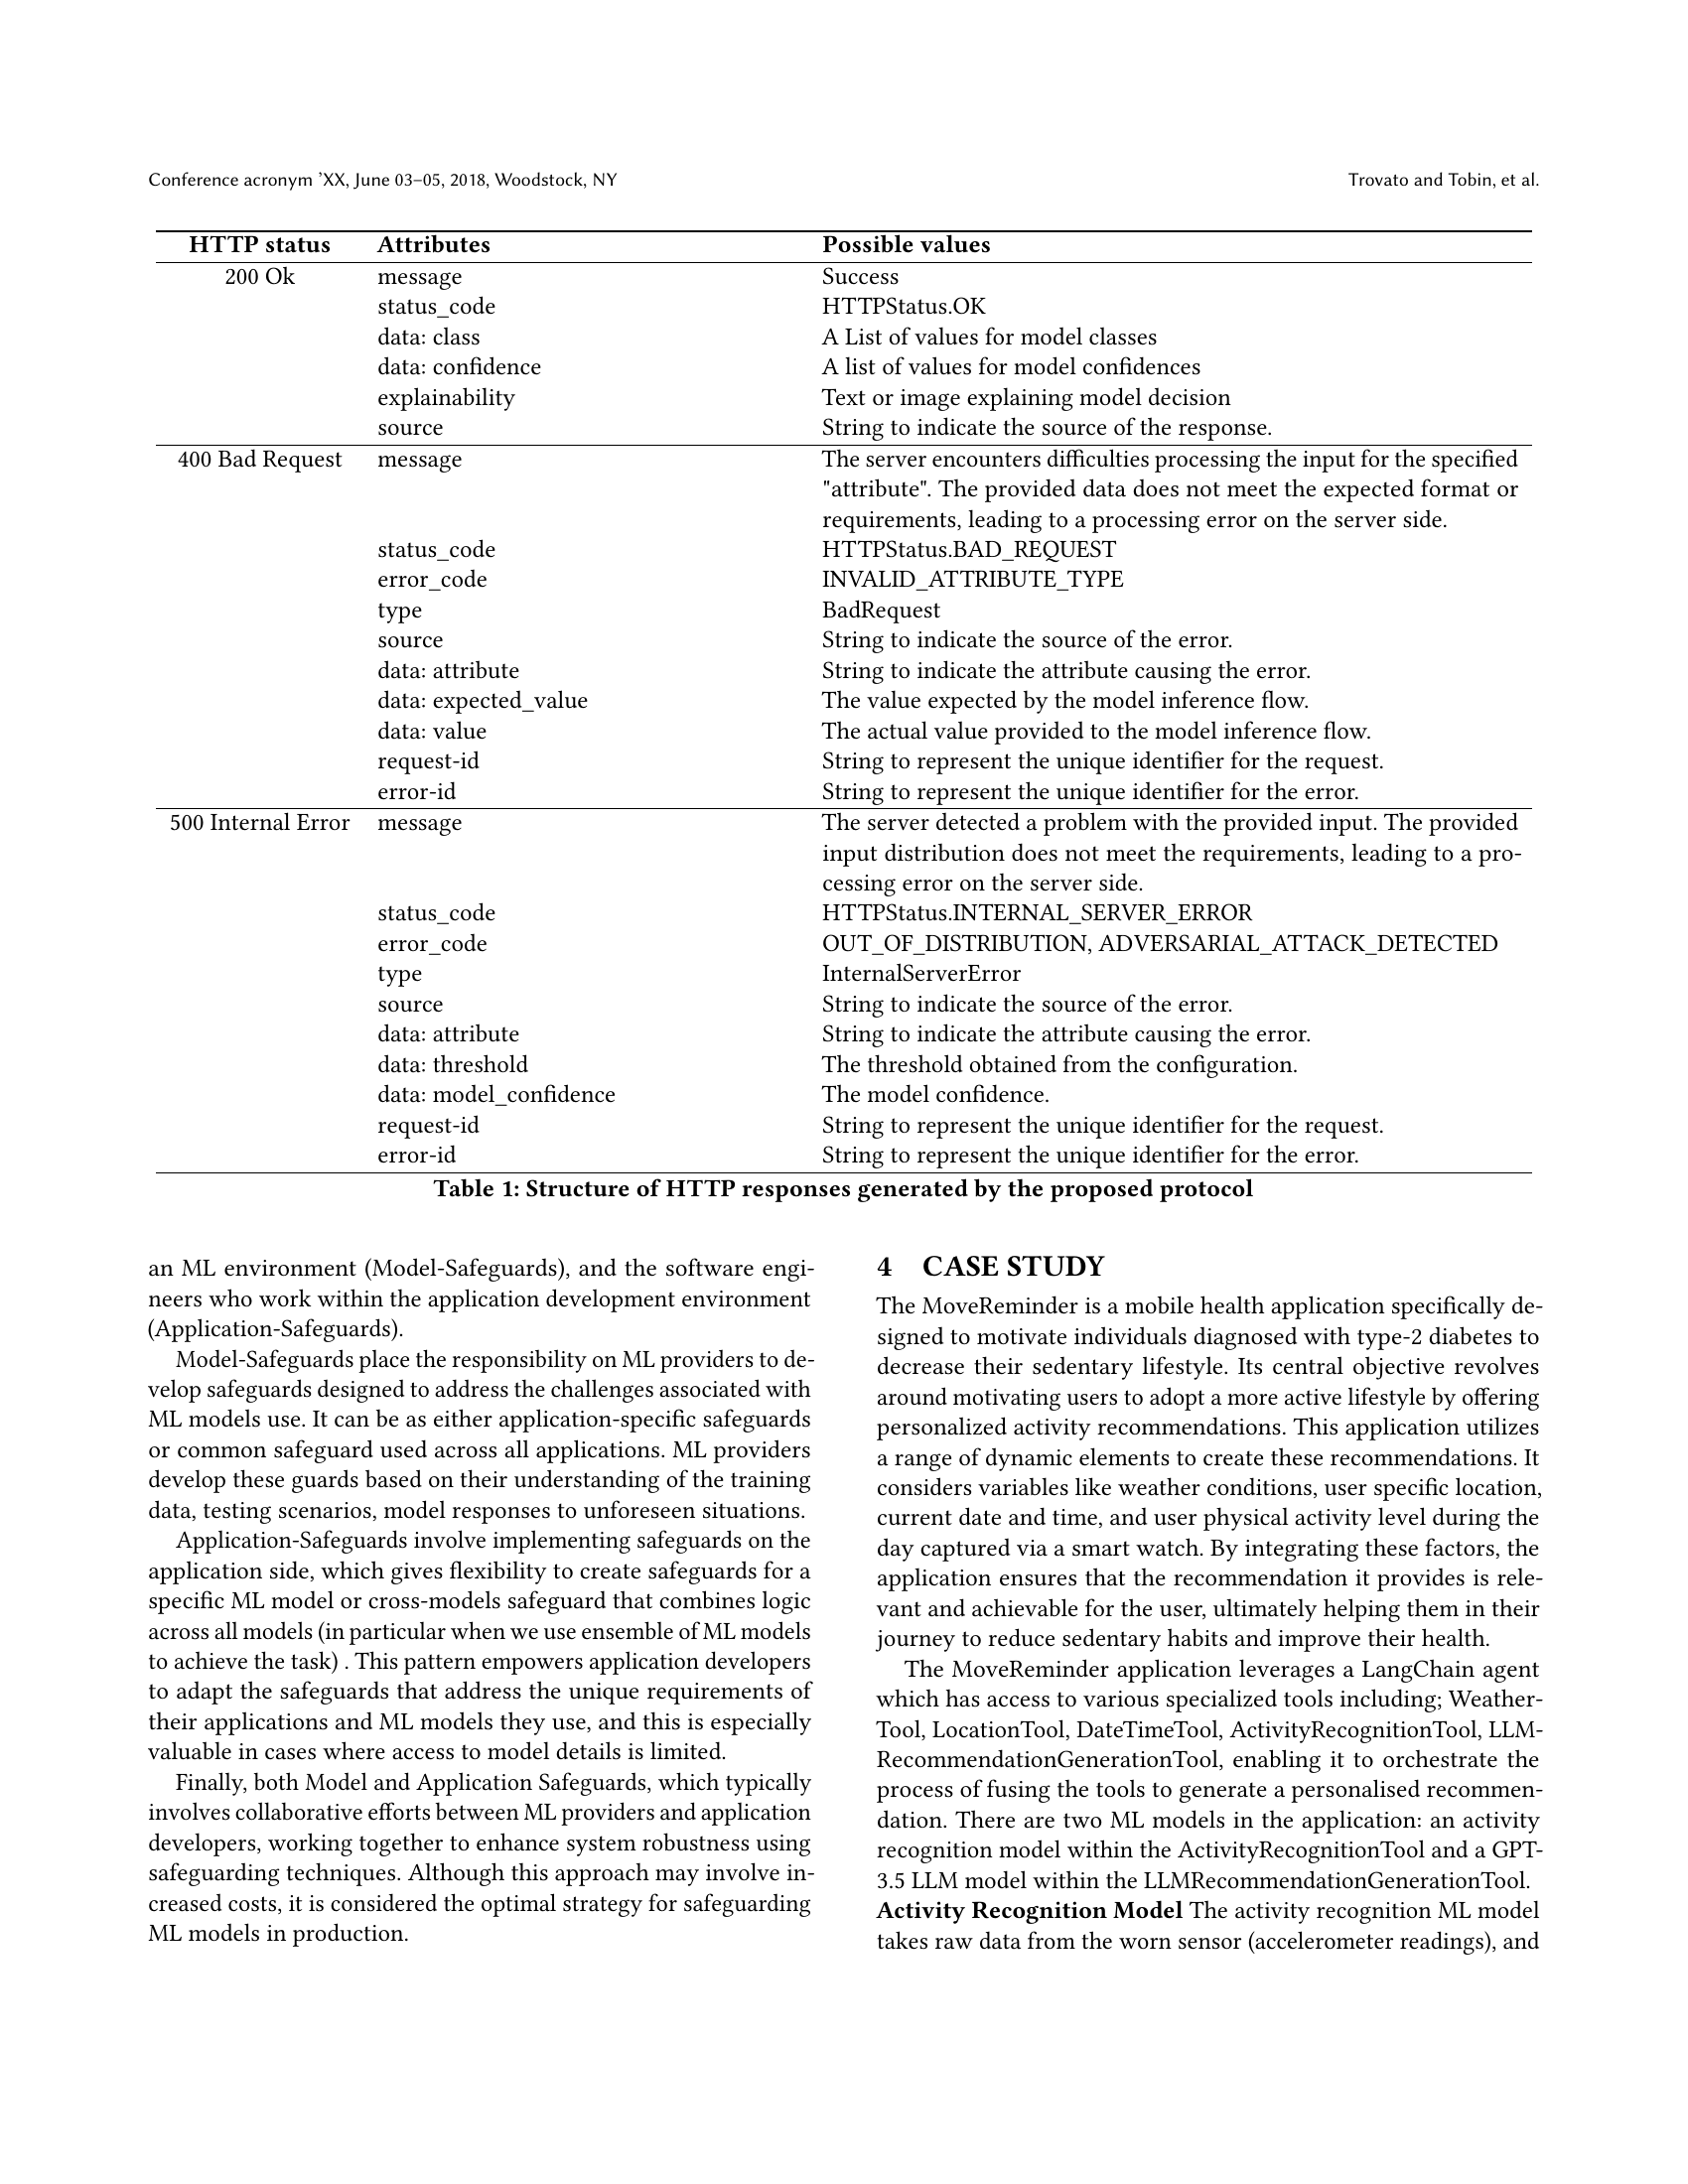 Conference acronym ’XX, June 03–05, 2018, Woodstock, NY
Trovato and Tobin, et al.
HTTP status Attributes Possible values
200 Ok message Success
status_code HTTPStatus.OK
data: class A List of values for model classes
data: confidence A list of values for model confidences
explainability Text or image explaining model decision
source String to indicate the source of the response.
400 Bad Request message The server encounters difficulties processing the input for the specified
"attribute". The provided data does not meet the expected format or
requirements, leading to a processing error on the server side.
status_code HTTPStatus.BAD_REQUEST
error_code INVALID_ATTRIBUTE_TYPE
type BadRequest
source String to indicate the source of the error.
data: attribute String to indicate the attribute causing the error.
data: expected_value The value expected by the model inference flow.
data: value The actual value provided to the model inference flow.
request-id String to represent the unique identifier for the request.
error-id String to represent the unique identifier for the error.
500 Internal Error message The server detected a problem with the provided input. The provided
input distribution does not meet the requirements, leading to a pro-
cessing error on the server side.
status_code HTTPStatus.INTERNAL_SERVER_ERROR
error_code OUT_OF_DISTRIBUTION, ADVERSARIAL_ATTACK_DETECTED
type InternalServerError
source String to indicate the source of the error.
data: attribute String to indicate the attribute causing the error.
data: threshold The threshold obtained from the configuration.
data: model_confidence The model confidence.
request-id String to represent the unique identifier for the request.
error-id String to represent the unique identifier for the error.
Table 1: Structure of HTTP responses generated by the proposed protocol
an ML environment (Model-Safeguards), and the software engi-
neers who work within the application development environment
(Application-Safeguards).
Model-Safeguards place the responsibility on ML providers to de-
velop safeguards designed to address the challenges associated with
ML models use. It can be as either application-specific safeguards
or common safeguard used across all applications. ML providers
develop these guards based on their understanding of the training
data, testing scenarios, model responses to unforeseen situations.
Application-Safeguards involve implementing safeguards on the
application side, which gives flexibility to create safeguards for a
specific ML model or cross-models safeguard that combines logic
across all models (in particular when we use ensemble of ML models
to achieve the task) . This pattern empowers application developers
to adapt the safeguards that address the unique requirements of
their applications and ML models they use, and this is especially
valuable in cases where access to model details is limited.
Finally, both Model and Application Safeguards, which typically
involves collaborative efforts between ML providers and application
developers, working together to enhance system robustness using
safeguarding techniques. Although this approach may involve in-
creased costs, it is considered the optimal strategy for safeguarding
ML models in production.
4 CASE STUDY
The MoveReminder is a mobile health application specifically de-
signed to motivate individuals diagnosed with type-2 diabetes to
decrease their sedentary lifestyle. Its central objective revolves
around motivating users to adopt a more active lifestyle by offering
personalized activity recommendations. This application utilizes
a range of dynamic elements to create these recommendations. It
considers variables like weather conditions, user specific location,
current date and time, and user physical activity level during the
day captured via a smart watch. By integrating these factors, the
application ensures that the recommendation it provides is rele-
vant and achievable for the user, ultimately helping them in their
journey to reduce sedentary habits and improve their health.
The MoveReminder application leverages a LangChain agent
which has access to various specialized tools including; Weather-
Tool, LocationTool, DateTimeTool, ActivityRecognitionTool, LLM-
RecommendationGenerationTool, enabling it to orchestrate the
process of fusing the tools to generate a personalised recommen-
dation. There are two ML models in the application: an activity
recognition model within the ActivityRecognitionTool and a GPT-
3.5 LLM model within the LLMRecommendationGenerationTool.
Activity Recognition Model The activity recognition ML model
takes raw data from the worn sensor (accelerometer readings), and